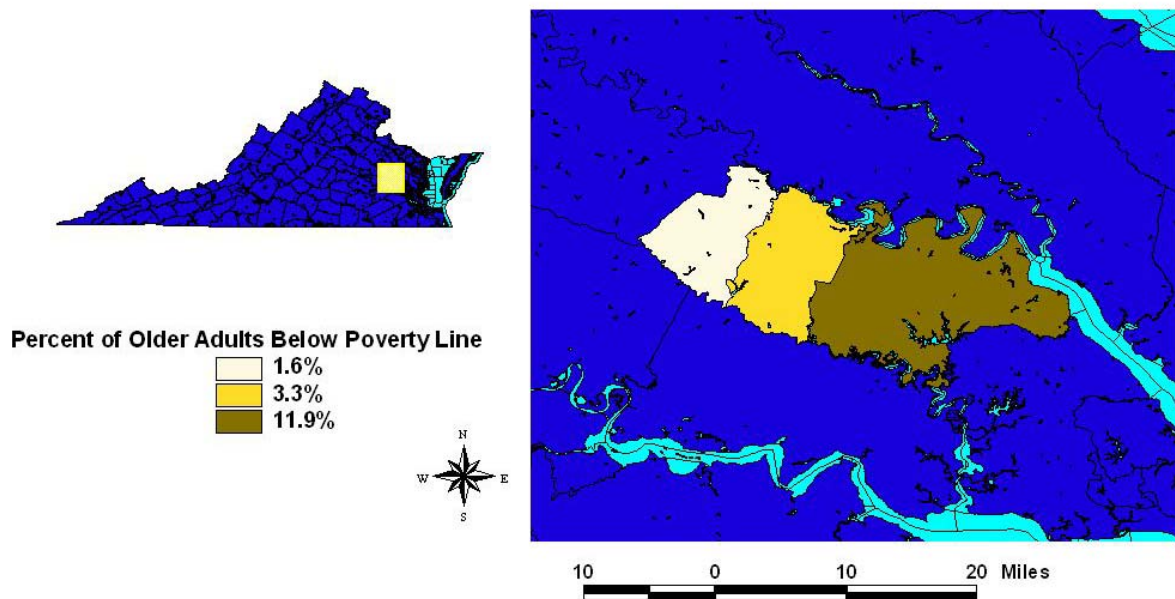 Percent of Older Adults Below Poverty Line
1.6%
3.3%
11.9%
N
W E
S
10 0 10 20 Miles